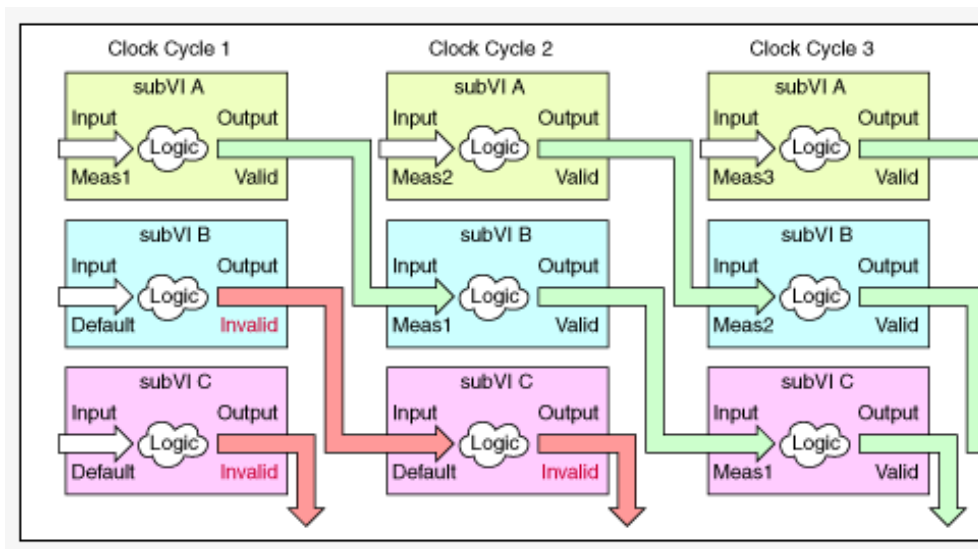 Clock Cycle 1
Clock Cycle 2
Clock Cycle 3
subVI A
Input
Output
Logic
Meas1
Valid
subVI A
Input
Output
Logic
Meas2
Valid
subVI A
Input
Output
Logic
Meas3
Valid
subVI B
Input
Output
Logic
Default
Invalid
subVI B
Input
Output
Logic
Meas1
Valid
subVI B
Input
Output
Logic
Meas2
Valid
subVI C
Input
Output
Logic
Default
Invalid
subVI C
Input
Output
Logic
Default
Invalid
subVI C
Input
Output
Logic
Meas1
Valid